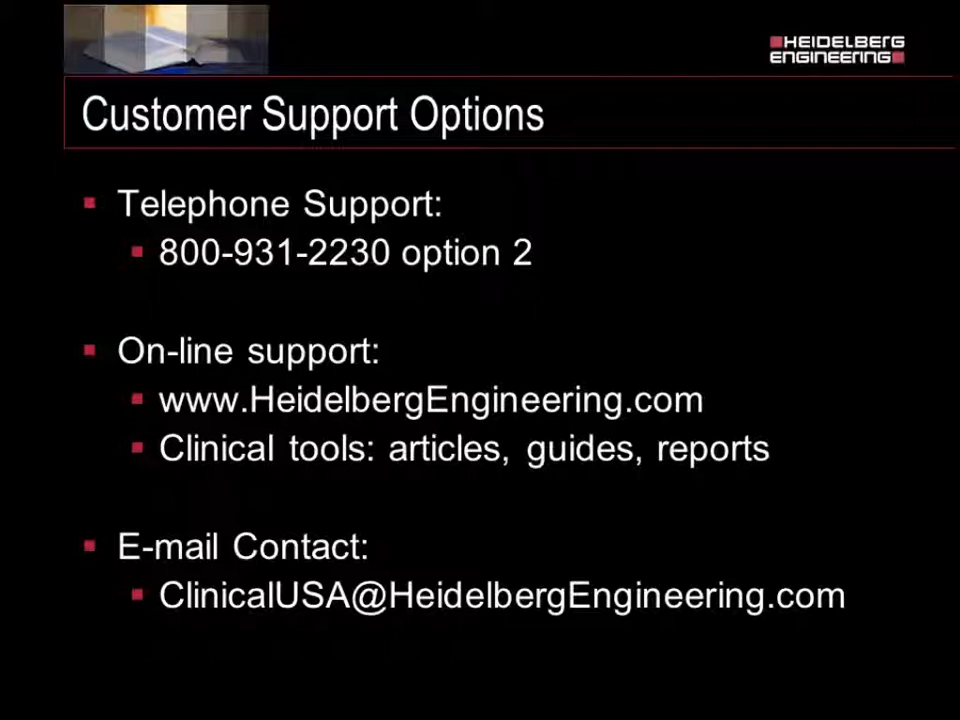 HEIDELBERG
ENGINEERING
Customer Support Options
Telephone Support:
800-931-2230 option 2
On-line support:
www.HeidelbergEngineering.com
Clinical tools: articles, guides, reports
E-mail Contact:
ClinicalUSA@HeidelbergEngineering.com